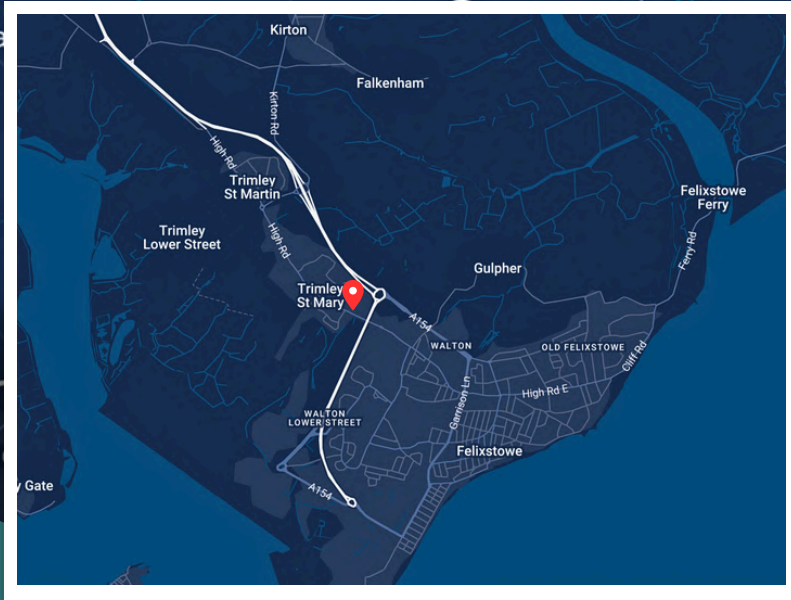 Kirton
Falkenham
Kirton Rd
High Rd
Trimley
St Martin
Felixstowe
Ferry
Trimley
Lower Street
High Rd
Ferry Rd
Gulpher
Trimley
St Mary
A154
WALTON
OLD FELIXSTOWE
Cliff Rd
Garrison Ln
High Rd E
WALTON
LOWER STREET
Felixstowe
y Gate
A154